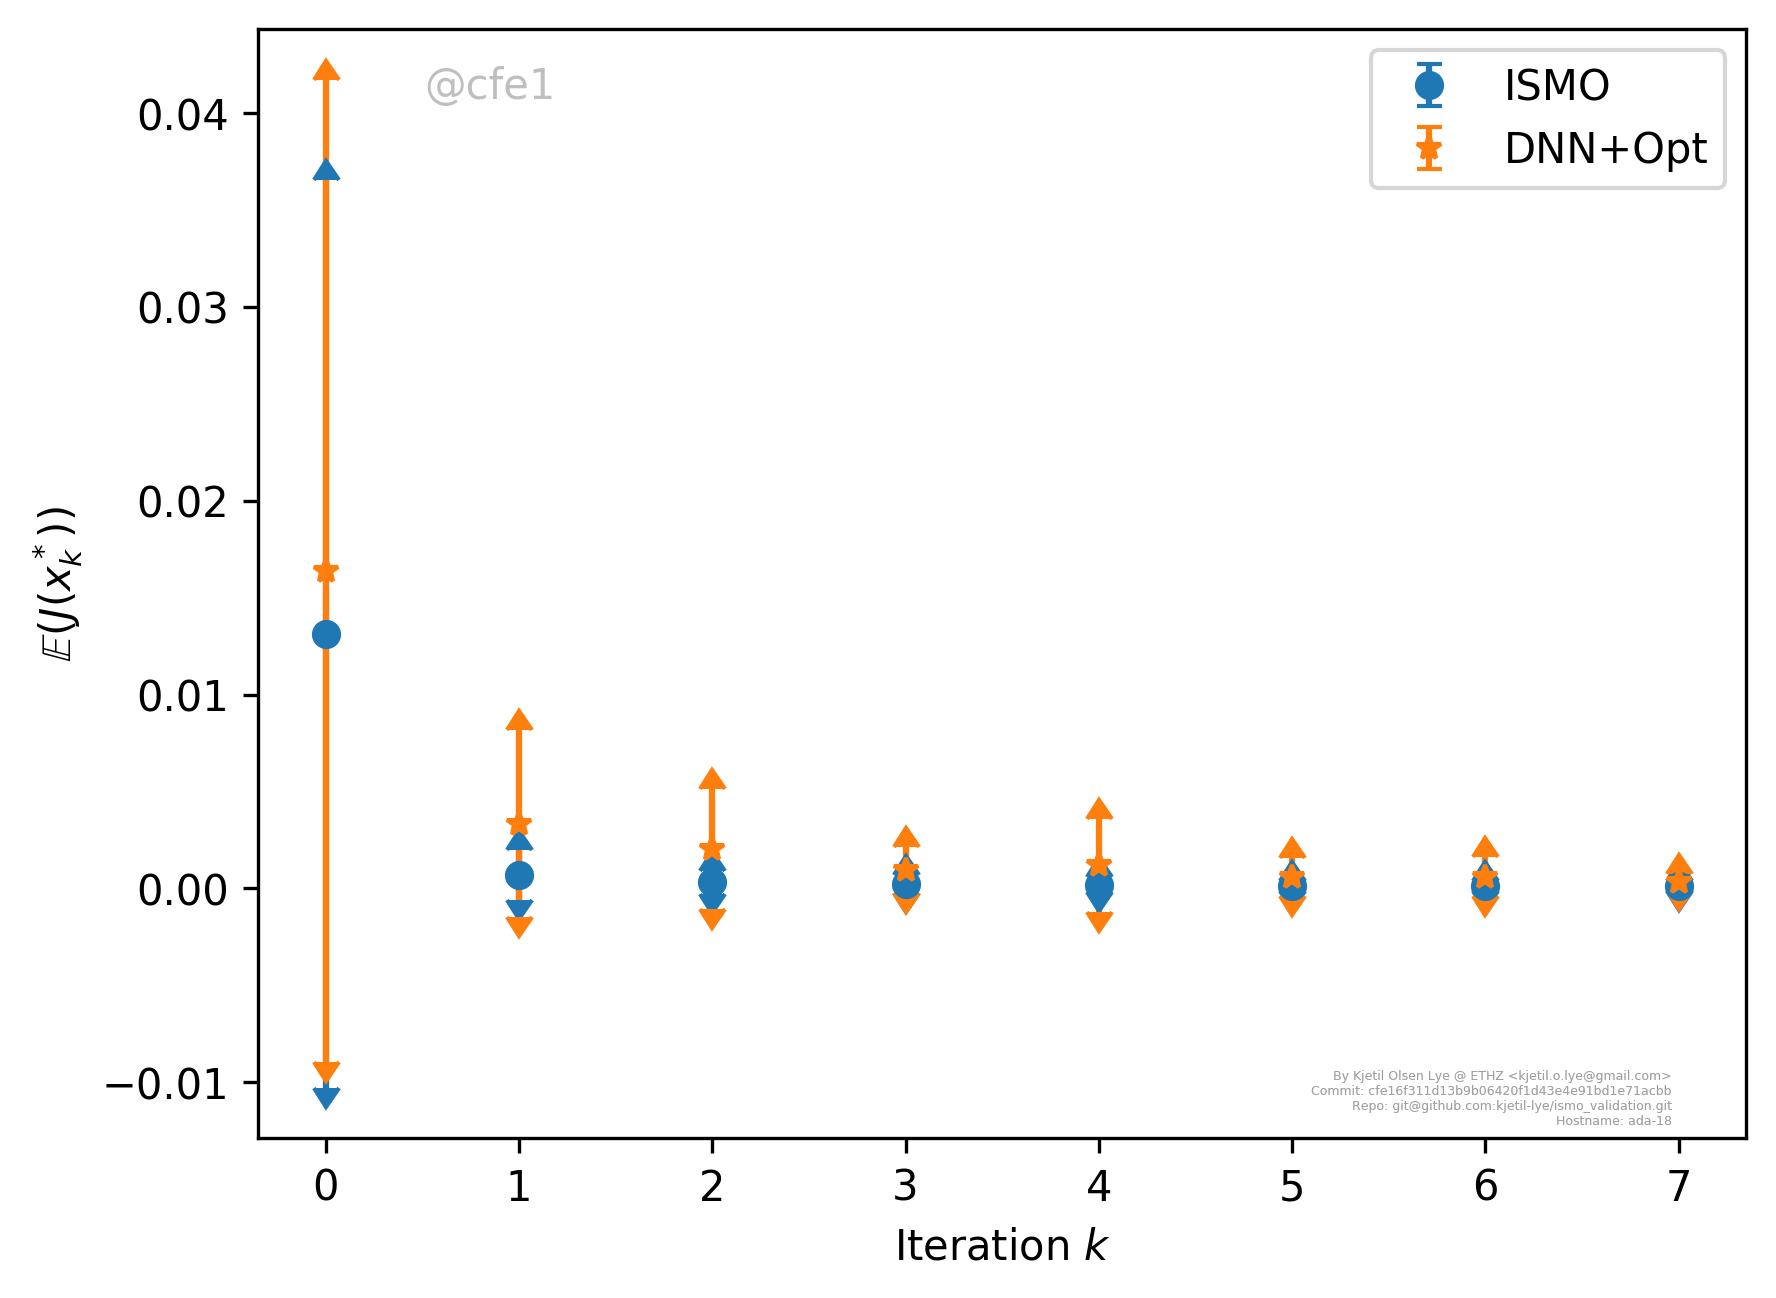 @cfe1
ISMO
DNN+Opt
0.04
0.03
0.02
0.01
0.00
−0.01
𝔼(J(x*k))
0 1 2 3 4 5 6 7
Iteration k
By Kjetil Olsen Lye @ ETHZ <kjetil.o.lye@gmail.com>
Commit: cfe16f311d13b9b06420f1d43e4e91bd1e71acbb
Repo: git@github.com:kjetil-lye/ismo_validation.git
Hostname: ada-18